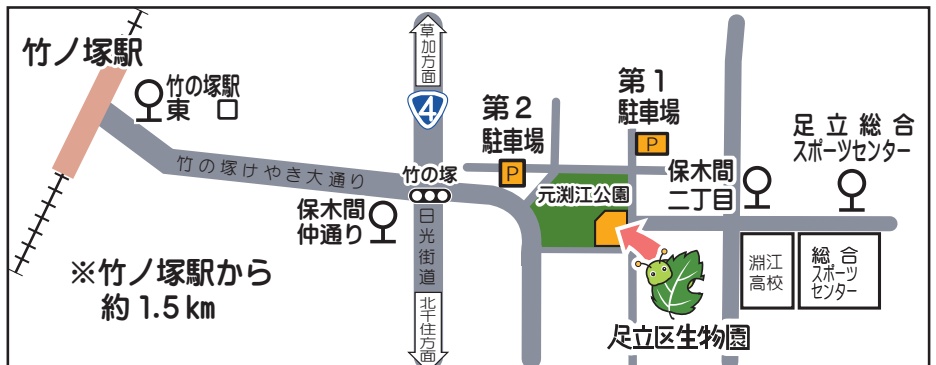 竹ノ塚駅
竹の塚駅
東口
草加方面
4
竹の塚けやき大通り
竹の塚
保木間
仲通り
日光街道
北千住方面
※竹ノ塚駅から
約1.5km
第2
駐車場
P
第1
駐車場
P
元渕江公園
保木間
二丁目
足立総合
スポーツセンター
淵江
高校
総合
スポーツ
センター
足立区生物園